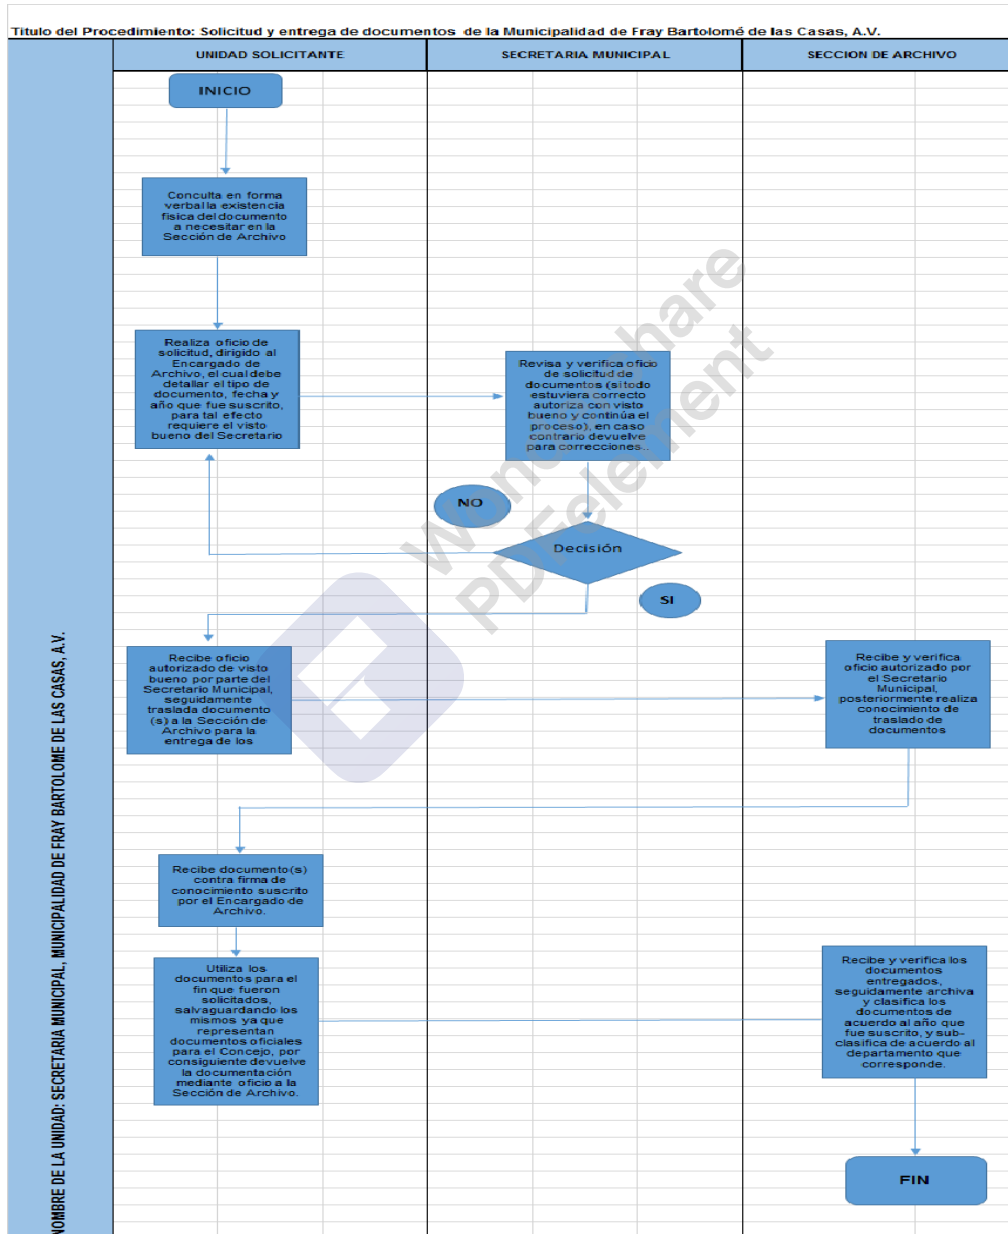 Titulo del Procedimiento: Solicitud y entrega de documentos de la Municipalidad de Fray Bartolomé de las Casas, A.V.
UNIDAD SOLICITANTE
SECRETARIA MUNICIPAL
SECCION DE ARCHIVO
NOMBRE DE LA UNIDAD: SECRETARIA MUNICIPAL, MUNICIPALIDAD DE FRAY BARTOLOME DE LAS CASAS, A.V.
INICIO
Consulta en forma
verbal la existencia
fisica del documento
a necesitar en la
Sección de Archivo
Realiza oficio de
solicitud, dirigido al
Encargado de
Archivo, el cual debe
detallar el tipo de
documento, fecha y
año que fue suscrito,
para tal efecto
requiere el visto
bueno del Secretario
Revisa y verifica oficio
de solicitud de
documentos (si todo
estuviera correcto
autoriza con visto
bueno y continúa el
proceso), en caso
contrario devuelve
para correcciones..
NO
Decisión
SI
Recibe oficio
autorizado de visto
bueno por parte del
Secretario Municipal,
seguidamente
traslada documento
(s) a la Sección de
Archivo para la
entrega de los
Recibe y verifica
oficio autorizado por
el Secretario
Municipal,
posteriormente realiza
conocimiento de
traslado de
documentos
Recibe documento(s)
contra firma de
conocimiento suscrito
por el Encargado de
Archivo.
Utiliza los
documentos para el
fin que fueron
solicitados,
salvaguardando los
mismos ya que
representan
documentos oficiales
para el Concejo, por
consiguiente devuelve
la documentación
mediante oficio a la
Sección de Archivo.
Recibe y verifica los
documentos
entregados,
seguidamente archiva
y clasifica los
documentos de
acuerdo al año que
fue suscrito, y sub-
clasifica de acuerdo al
departamento que
corresponde.
FIN
Wondershare
PDFelement